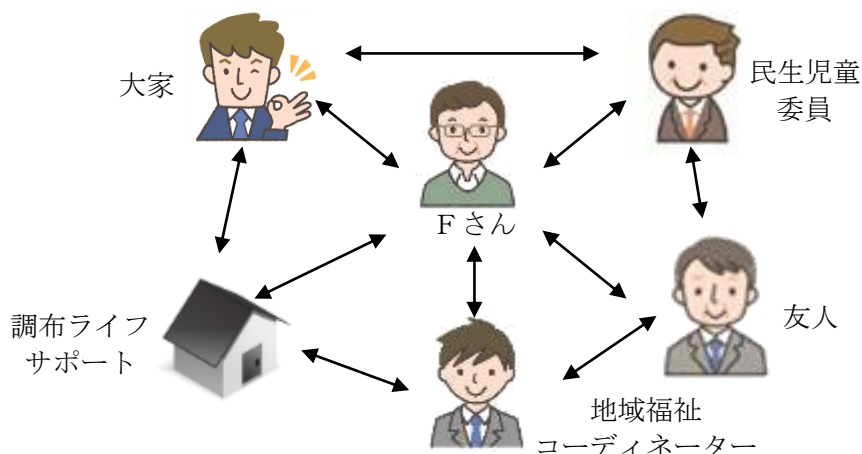 大家
民生児童
委員
Fさん
調布ライフ
サポート
友人
地域福祉
コーディネーター